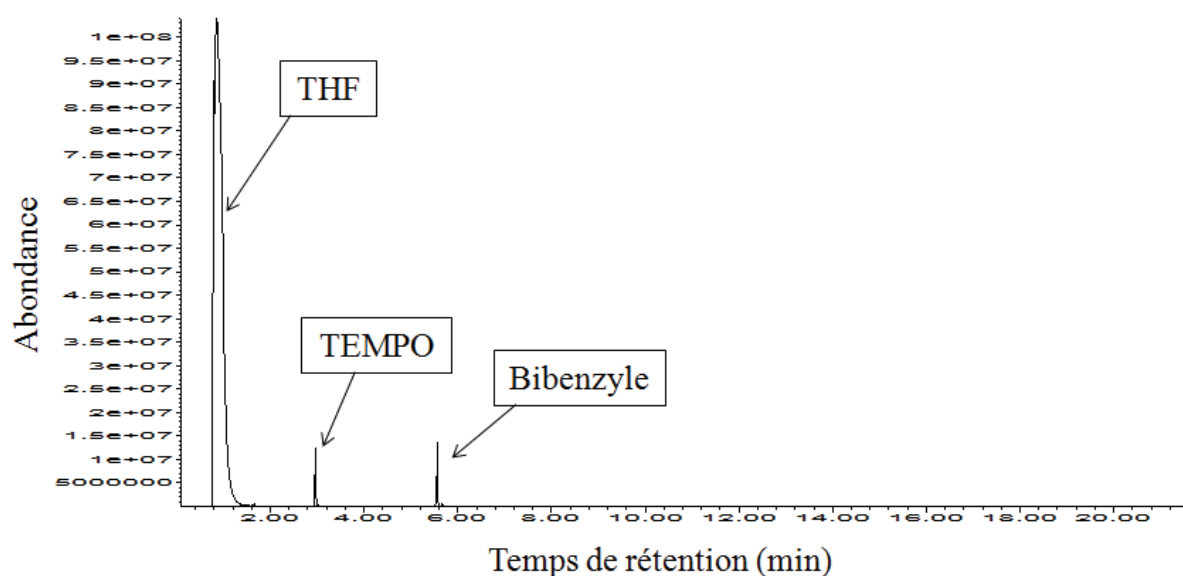 1e+08
9.5e+07
9e+07
8.5e+07
8e+07
7.5e+07
7e+07
6.5e+07
6e+07
5.5e+07
5e+07
4.5e+07
4e+07
3.5e+07
3e+07
2.5e+07
2e+07
1.5e+07
1e+07
5000000
Abondance
THF
TEMPO
Bibenzyle
2.00 4.00 6.00 8.00 10.00 12.00 14.00 16.00 18.00 20.00
Temps de rétention (min)